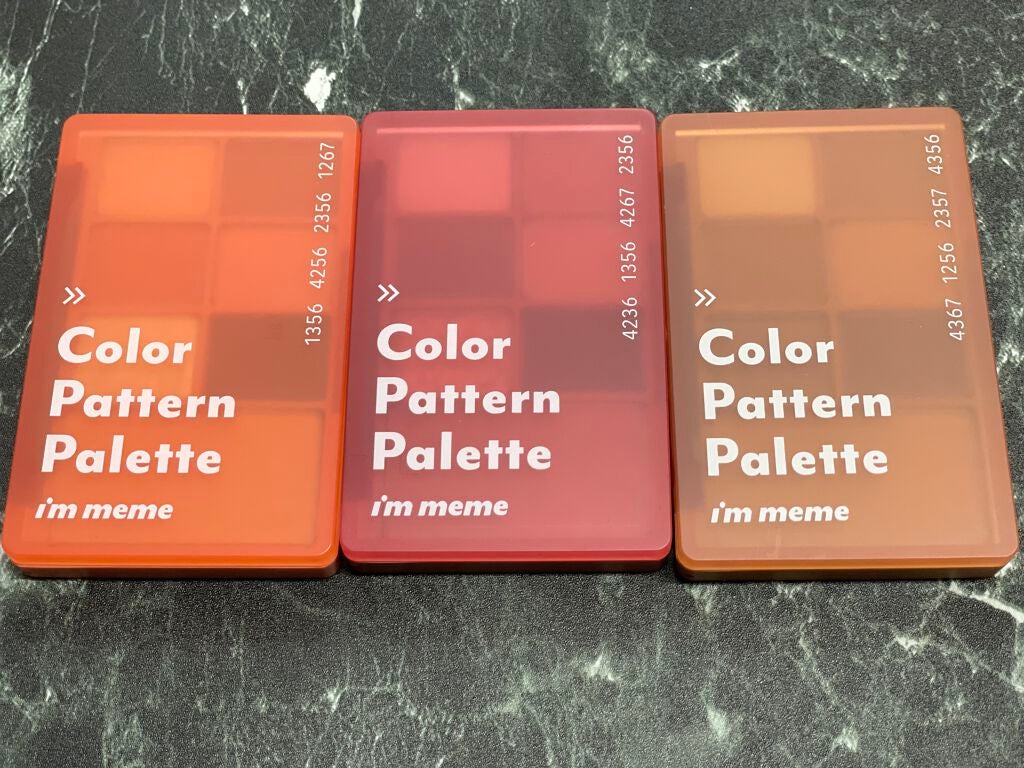 1356 4256 2356 1267
»
Color
Pattern
Palette
i'm meme
4236 1356 4267 2356
»
Color
Pattern
Palette
i'm meme
4367 1256 2357 4356
»
Color
Pattern
Palette
i'm meme